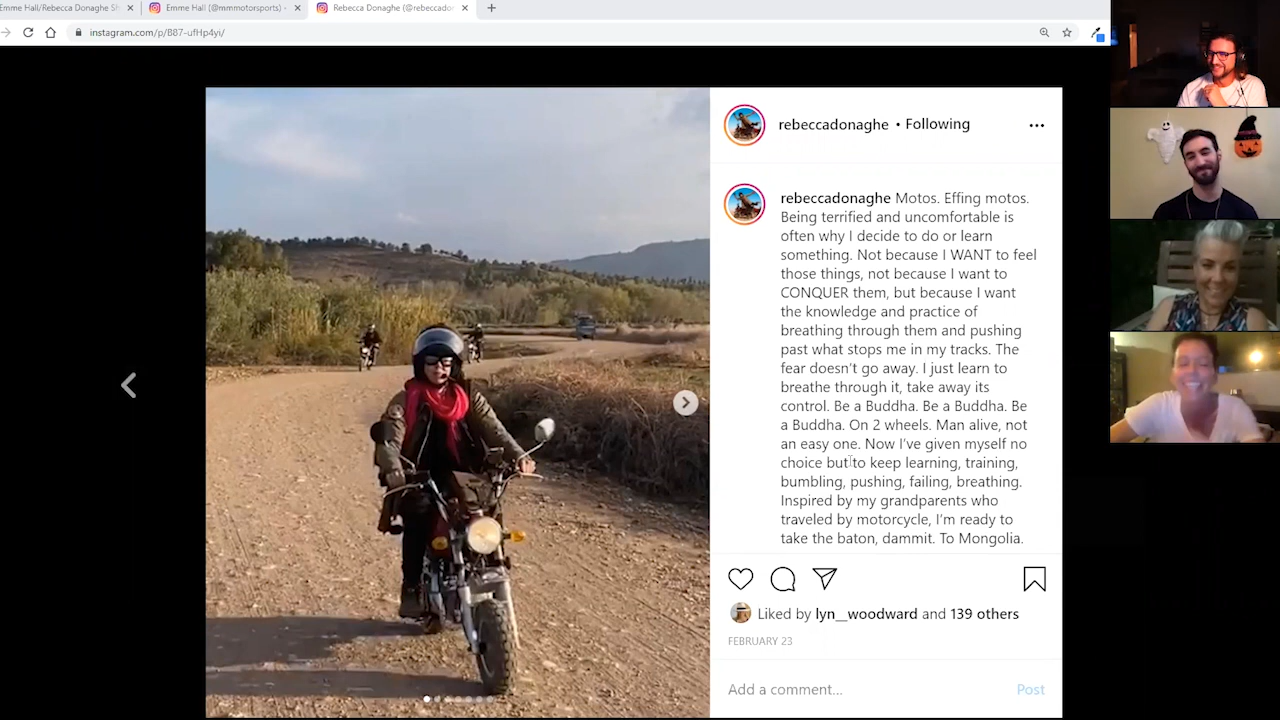 Emme Hall/Rebecca Donaghe Sh
Emme Hall (@mmmotorsports) •
Rebecca Donaghe (@rebeccadon
instagram.com/p/B87-ufHp4yi/
rebeccadonaghe • Following
rebeccadonaghe Motos. Effing motos.
Being terrified and uncomfortable is
often why I decide to do or learn
something. Not because I WANT to feel
those things, not because I want to
CONQUER them, but because I want
the knowledge and practice of
breathing through them and pushing
past what stops me in my tracks. The
fear doesn't go away. I just learn to
breathe through it, take away its
control. Be a Buddha. Be a Buddha. Be
a Buddha. On 2 wheels. Man alive, not
an easy one. Now I've given myself no
choice but to keep learning, training,
bumbling, pushing, failing, breathing.
Inspired by my grandparents who
traveled by motorcycle, I'm ready to
take the baton, dammit. To Mongolia.
Liked by lyn__woodward and 139 others
FEBRUARY 23
Add a comment...
Post